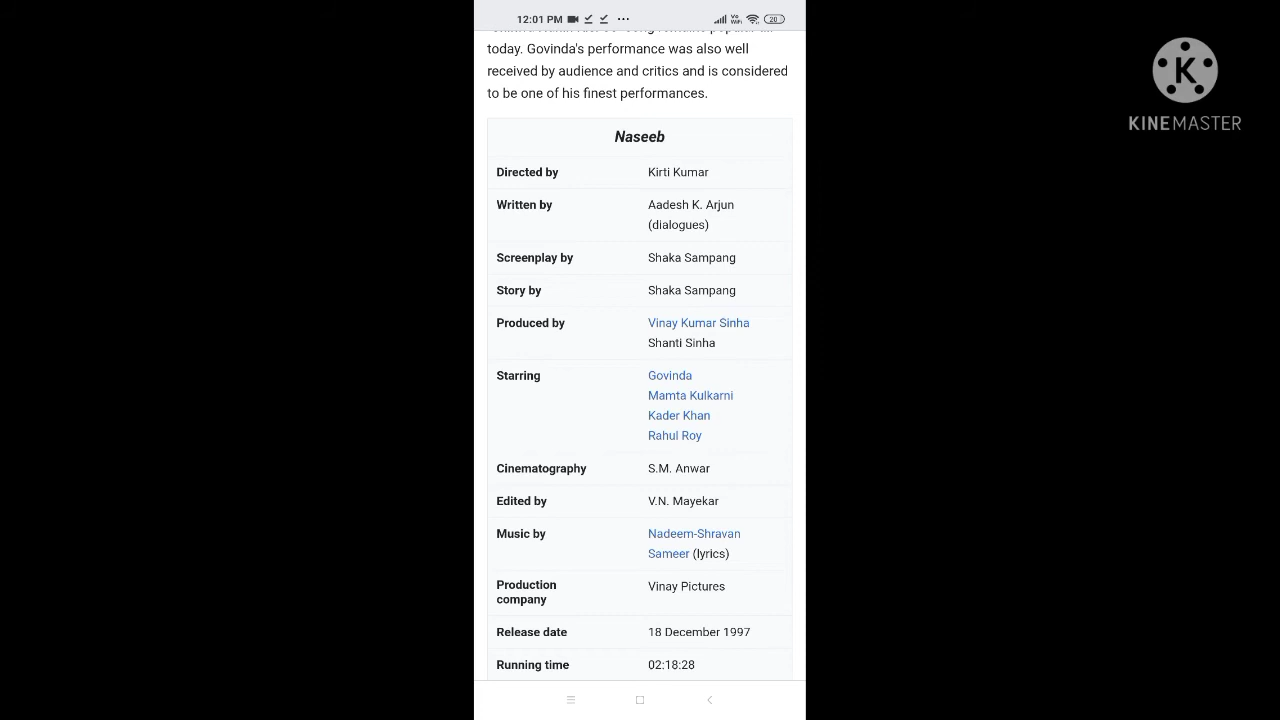 12:01 PM
Vo
WiFi
20
today. Govinda's performance was also well
received by audience and critics and is considered
to be one of his finest performances.
Naseeb
Directed by Kirti Kumar
Written by Aadesh K. Arjun
(dialogues)
Screenplay by Shaka Sampang
Story by Shaka Sampang
Produced by Vinay Kumar Sinha
Shanti Sinha
Starring Govinda
Mamta Kulkarni
Kader Khan
Rahul Roy
Cinematography S.M. Anwar
Edited by V.N. Mayekar
Music by Nadeem-Shravan
Sameer (lyrics)
Production Vinay Pictures
company
Release date 18 December 1997
Running time 02:18:28
K
KINEMASTER